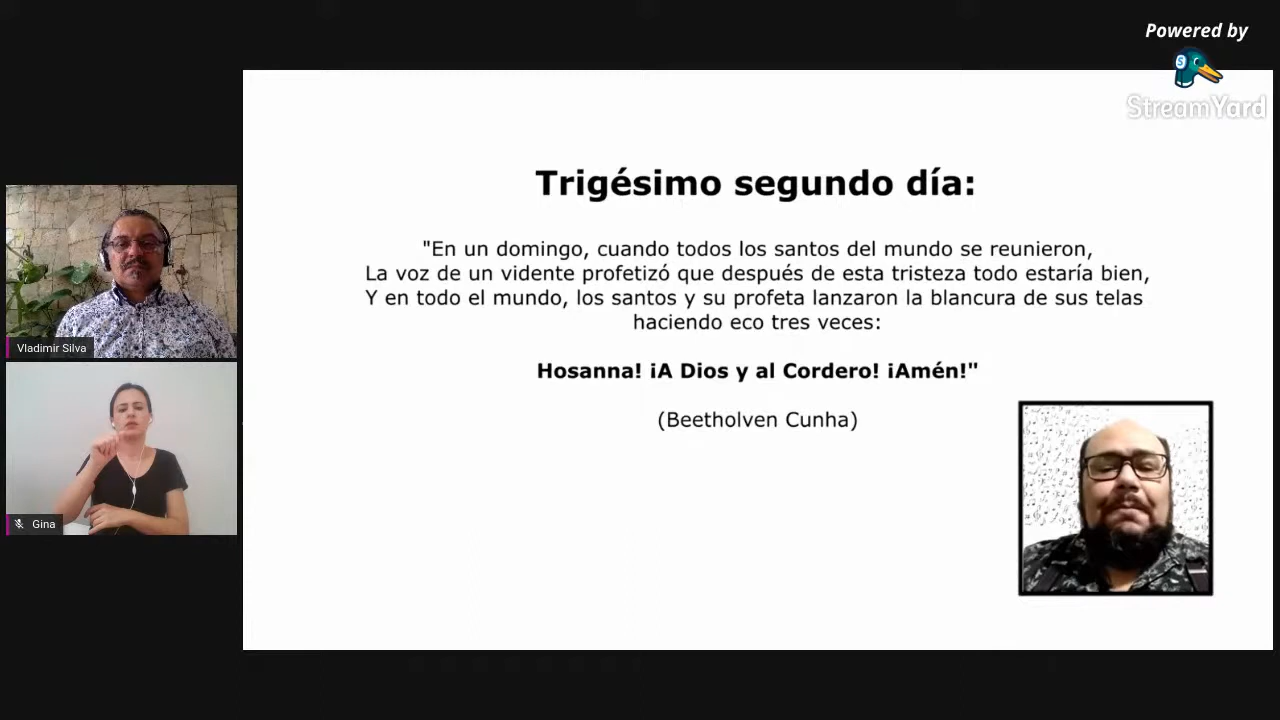 Powered by
StreamYard
Trigésimo segundo día:
"En un domingo, cuando todos los santos del mundo se reunieron,
La voz de un vidente profetizó que después de esta tristeza todo estaría bien,
Y en todo el mundo, los santos y su profeta lanzaron la blancura de sus telas
haciendo eco tres veces:
Hosanna! ¡A Dios y al Cordero! ¡Amén!"
(Beetholven Cunha)
Vladimir Silva
Gina